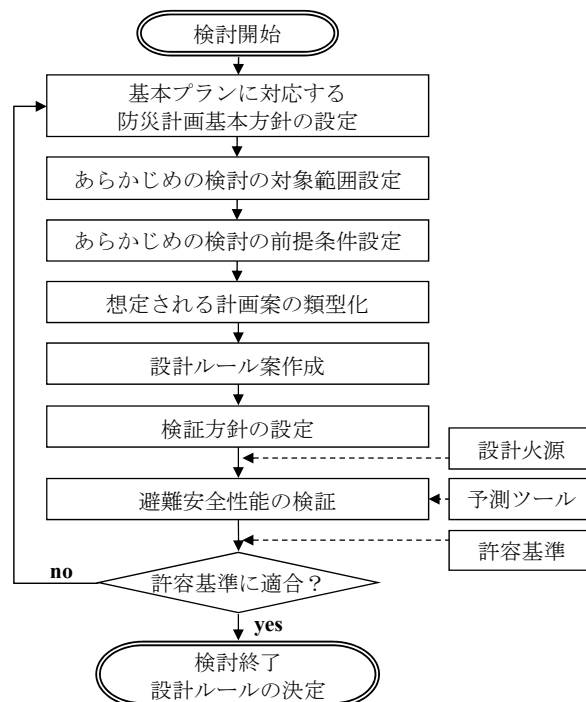 検討開始
基本プランに対応する
防災計画基本方針の設定
あらかじめの検討の対象範囲設定
あらかじめの検討の前提条件設定
想定される計画案の類型化
設計ルール案作成
検証方針の設定
設計火源
避難安全性能の検証
予測ツール
許容基準
no
許容基準に適合？
yes
検討終了
設計ルールの決定